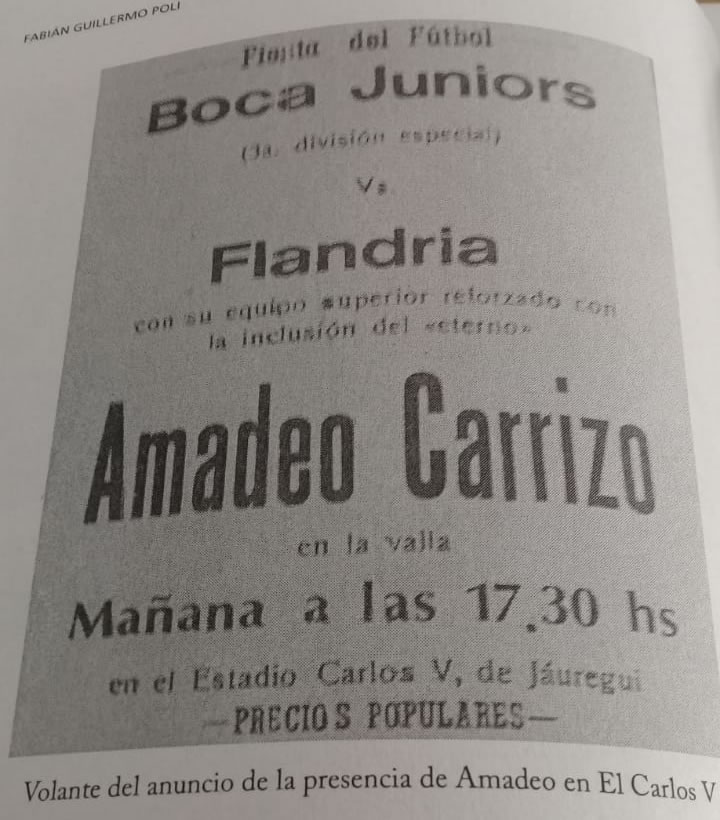 FABIÁN GUILLERMO POLI
Fiesta del Fútbol
Boca Juniors
(3a. división especial)
Vs.
Flandria
con su equipo superior reforzado con
la inclusión del «eterno»
Amadeo Carrizo
en la valla
Mañana a las 17.30 hs
en el Estadio Carlos V, de Jáuregui
—PRECIOS POPULARES—
Volante del anuncio de la presencia de Amadeo en El Carlos V